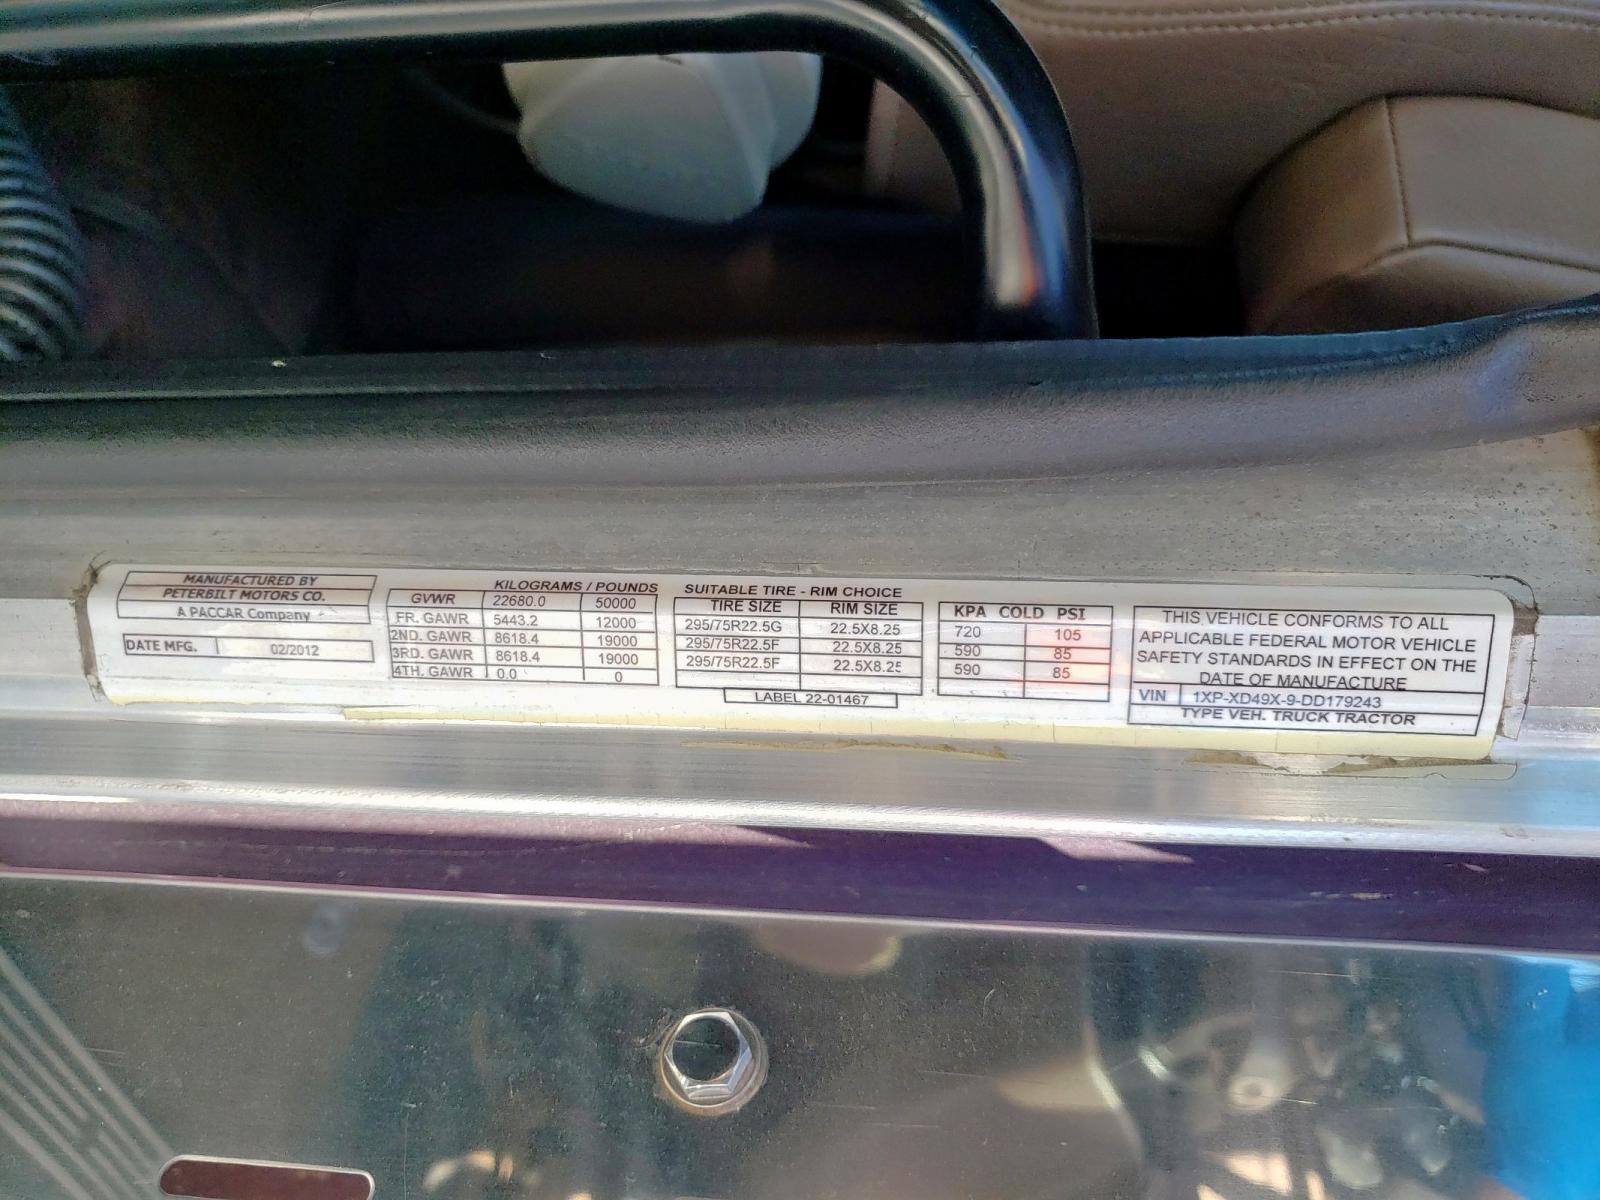 MANUFACTURED BY
PETERBILT MOTORS CO.
A PACCAR Company
DATE MFG. 02/2012
KILOGRAMS / POUNDS
GVWR 22680.0 50000
FR. GAWR 5443.2 12000
2ND. GAWR 8618.4 19000
3RD. GAWR 8618.4 19000
4TH. GAWR 0.0 0
SUITABLE TIRE - RIM CHOICE
TIRE SIZE RIM SIZE
295/75R22.5G 22.5X8.25
295/75R22.5F 22.5X8.25
295/75R22.5F 22.5X8.25
LABEL 22-01467
KPA COLD PSI
720 105
590 85
590 85
THIS VEHICLE CONFORMS TO ALL
APPLICABLE FEDERAL MOTOR VEHICLE
SAFETY STANDARDS IN EFFECT ON THE
DATE OF MANUFACTURE
VIN 1XP-XD49X-9-DD179243
TYPE VEH. TRUCK TRACTOR